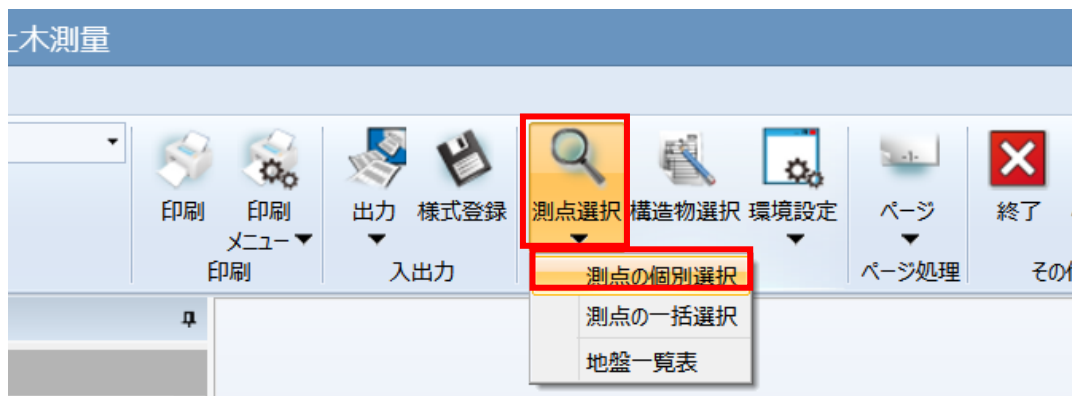 土木測量
印刷
印刷
メニュー
印刷
出力
様式登録
入出力
測点選択
構造物選択
環境設定
測点の個別選択
測点の一括選択
地盤一覧表
ページ
ページ処理
終了
その他